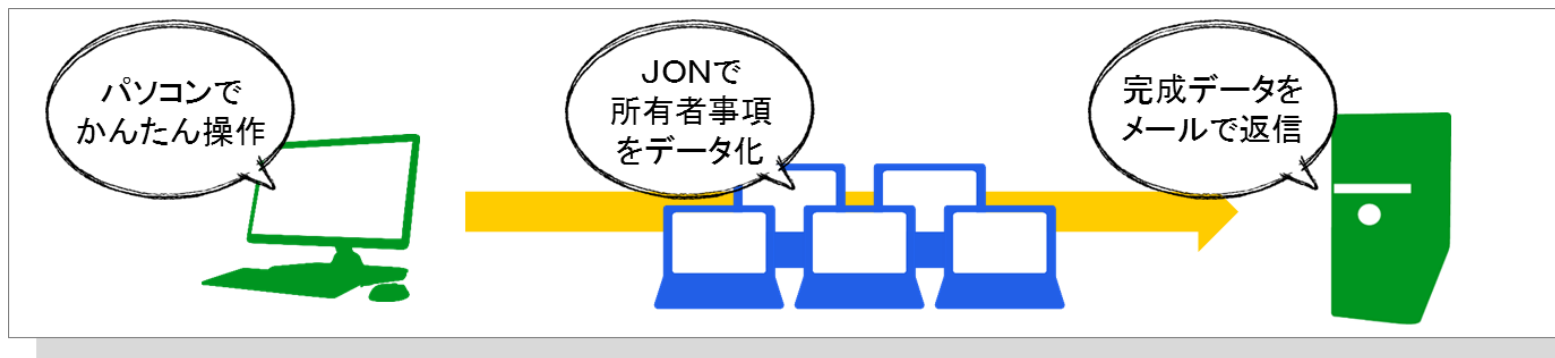 パソコンで
かんたん操作
JONで
所有者事項
をデータ化
完成データを
メールで返信